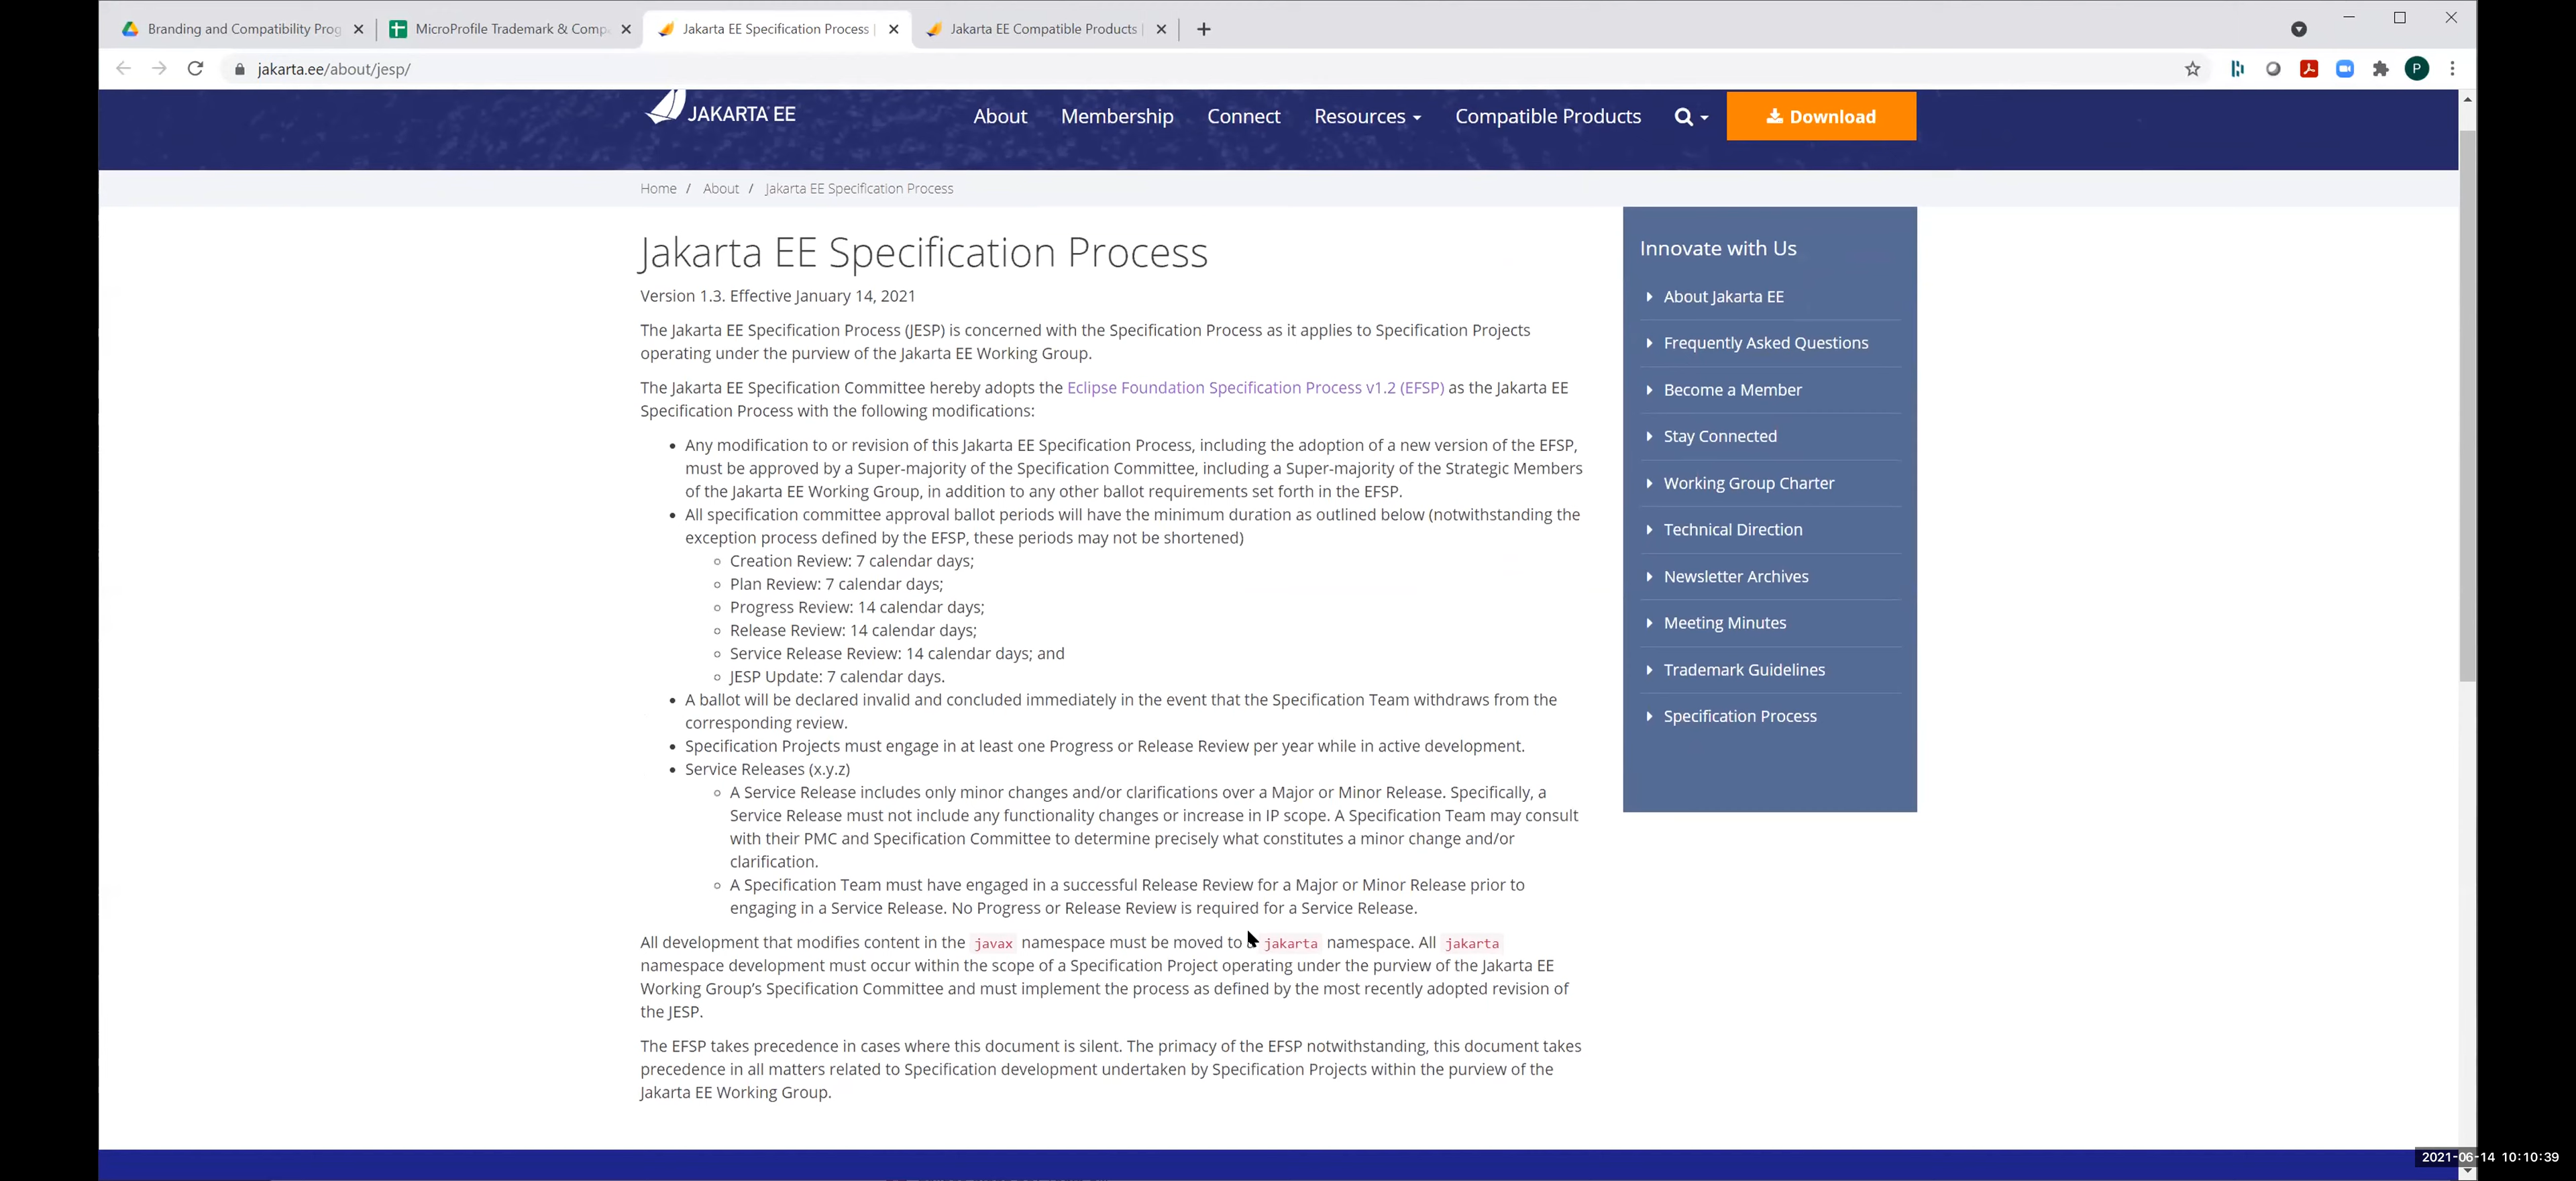 Branding and Compatibility Prog
MicroProfile Trademark & Comp
Jakarta EE Specification Process |
Jakarta EE Compatible Products |
jakarta.ee/about/jesp/
P
JAKARTA EE
About
Membership
Connect
Resources
Compatible Products
Download
Home / About / Jakarta EE Specification Process
Jakarta EE Specification Process
Version 1.3. Effective January 14, 2021
The Jakarta EE Specification Process (JESP) is concerned with the Specification Process as it applies to Specification Projects
operating under the purview of the Jakarta EE Working Group.
The Jakarta EE Specification Committee hereby adopts the Eclipse Foundation Specification Process v1.2 (EFSP) as the Jakarta EE
Specification Process with the following modifications:
• Any modification to or revision of this Jakarta EE Specification Process, including the adoption of a new version of the EFSP,
must be approved by a Super-majority of the Specification Committee, including a Super-majority of the Strategic Members
of the Jakarta EE Working Group, in addition to any other ballot requirements set forth in the EFSP.
• All specification committee approval ballot periods will have the minimum duration as outlined below (notwithstanding the
exception process defined by the EFSP, these periods may not be shortened)
◦ Creation Review: 7 calendar days;
◦ Plan Review: 7 calendar days;
◦ Progress Review: 14 calendar days;
◦ Release Review: 14 calendar days;
◦ Service Release Review: 14 calendar days; and
◦ JESP Update: 7 calendar days.
• A ballot will be declared invalid and concluded immediately in the event that the Specification Team withdraws from the
corresponding review.
• Specification Projects must engage in at least one Progress or Release Review per year while in active development.
• Service Releases (x.y.z)
◦ A Service Release includes only minor changes and/or clarifications over a Major or Minor Release. Specifically, a
Service Release must not include any functionality changes or increase in IP scope. A Specification Team may consult
with their PMC and Specification Committee to determine precisely what constitutes a minor change and/or
clarification.
◦ A Specification Team must have engaged in a successful Release Review for a Major or Minor Release prior to
engaging in a Service Release. No Progress or Release Review is required for a Service Release.
All development that modifies content in the javax namespace must be moved to jakarta namespace. All jakarta
namespace development must occur within the scope of a Specification Project operating under the purview of the Jakarta EE
Working Group's Specification Committee and must implement the process as defined by the most recently adopted revision of
the JESP.
The EFSP takes precedence in cases where this document is silent. The primacy of the EFSP notwithstanding, this document takes
precedence in all matters related to Specification development undertaken by Specification Projects within the purview of the
Jakarta EE Working Group.
Innovate with Us
About Jakarta EE
Frequently Asked Questions
Become a Member
Stay Connected
Working Group Charter
Technical Direction
Newsletter Archives
Meeting Minutes
Trademark Guidelines
Specification Process
2021-06-14 10:10:39